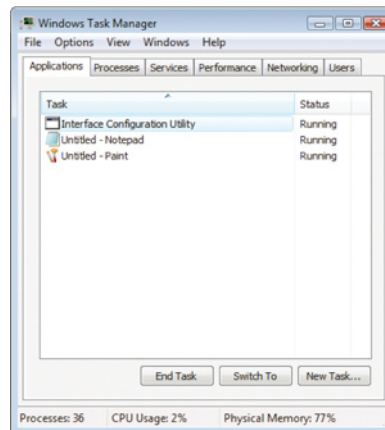 Windows Task Manager
File Options View Windows Help
Applications Processes Services Performance Networking Users
Task Status
Interface Configuration Utility Running
Untitled - Notepad Running
Untitled - Paint Running
End Task Switch To New Task...
Processes: 36 CPU Usage: 2% Physical Memory: 77%